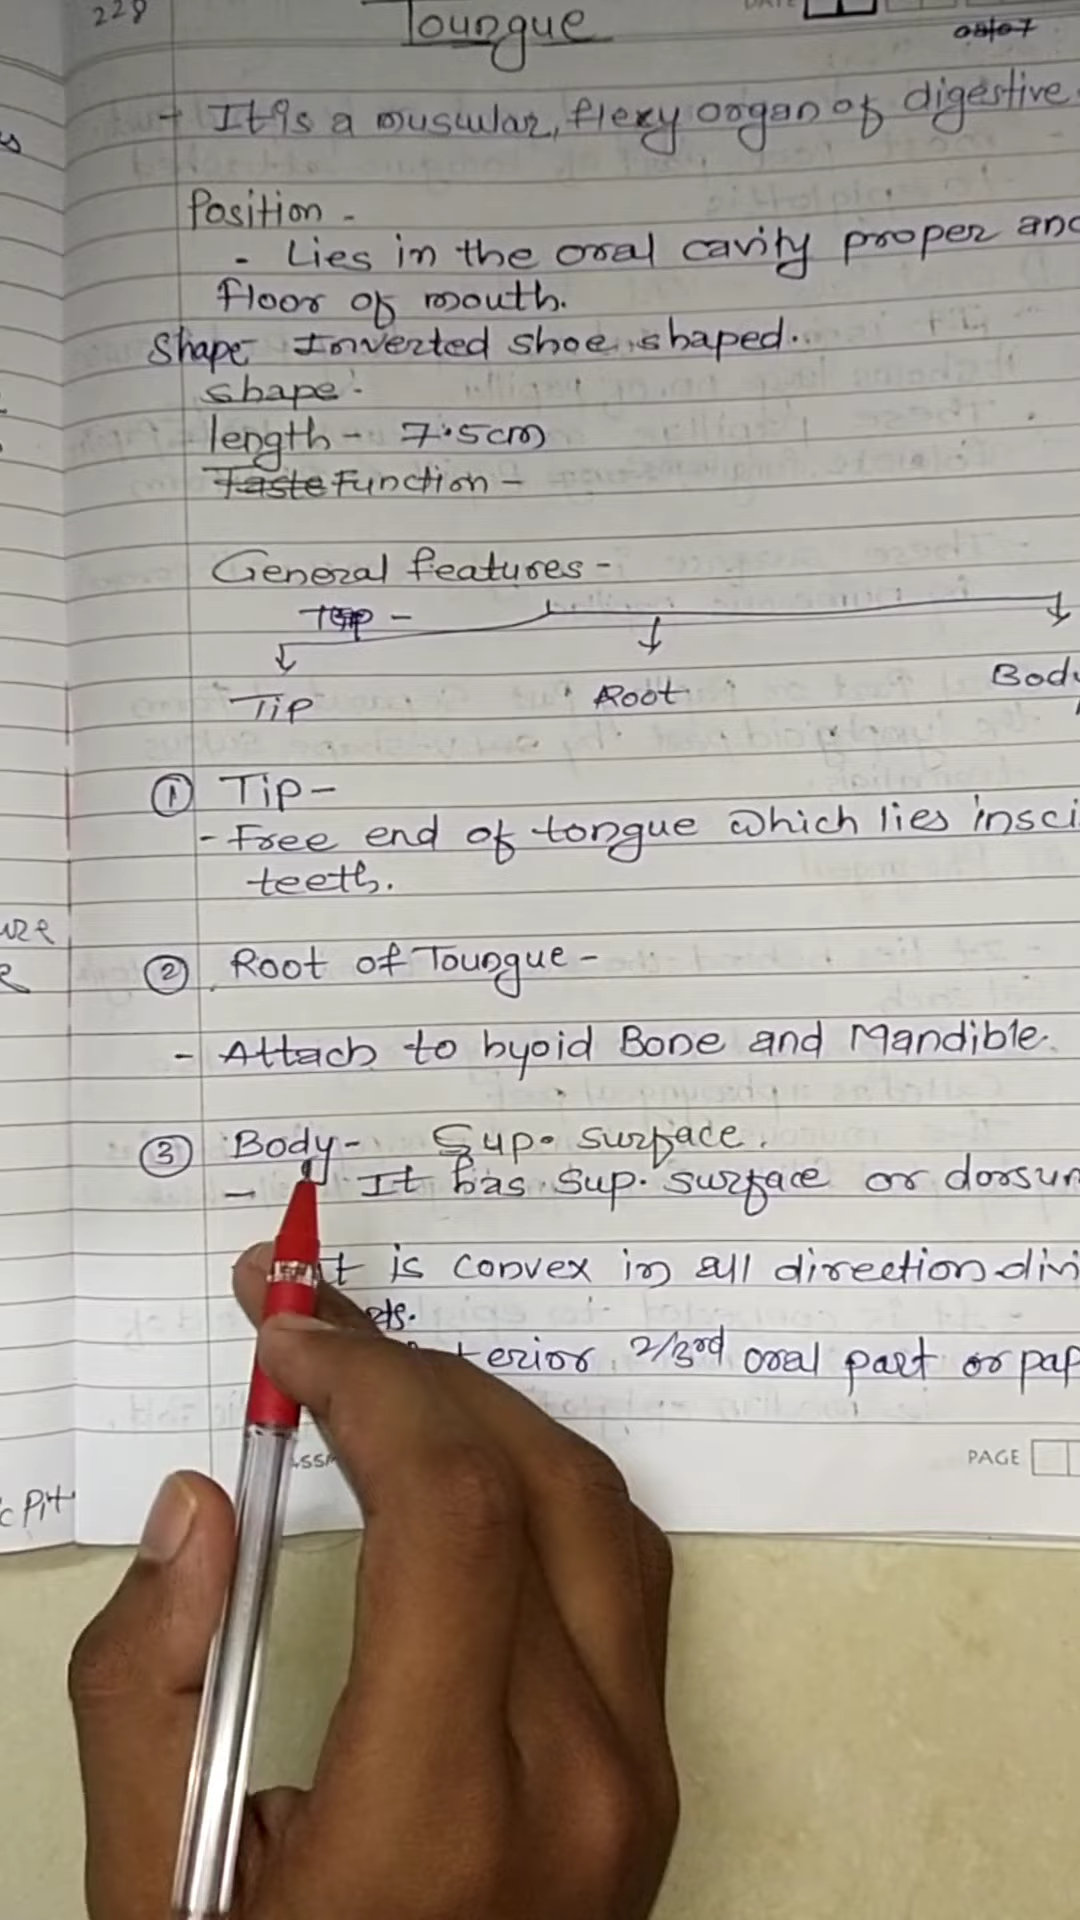 228
Toungue
08/07
- It is a muscular, flexy organ of digestive
Position -
- Lies in the oral cavity proper and
floor of mouth.
Shape- Inverted shoe shaped.
shape-
length - 7.5cm
Taste Function -
General features -
Tip Root Body
① Tip -
- Free end of tongue which lies insci
teeth.
② Root of Toungue -
- Attach to hyoid Bone and Mandible.
③ Body - Sup. surface.
- It has sup. surface or dorsum
is convex in all direction divi
terior 2/3rd oral part or pap
PAGE
c Pit